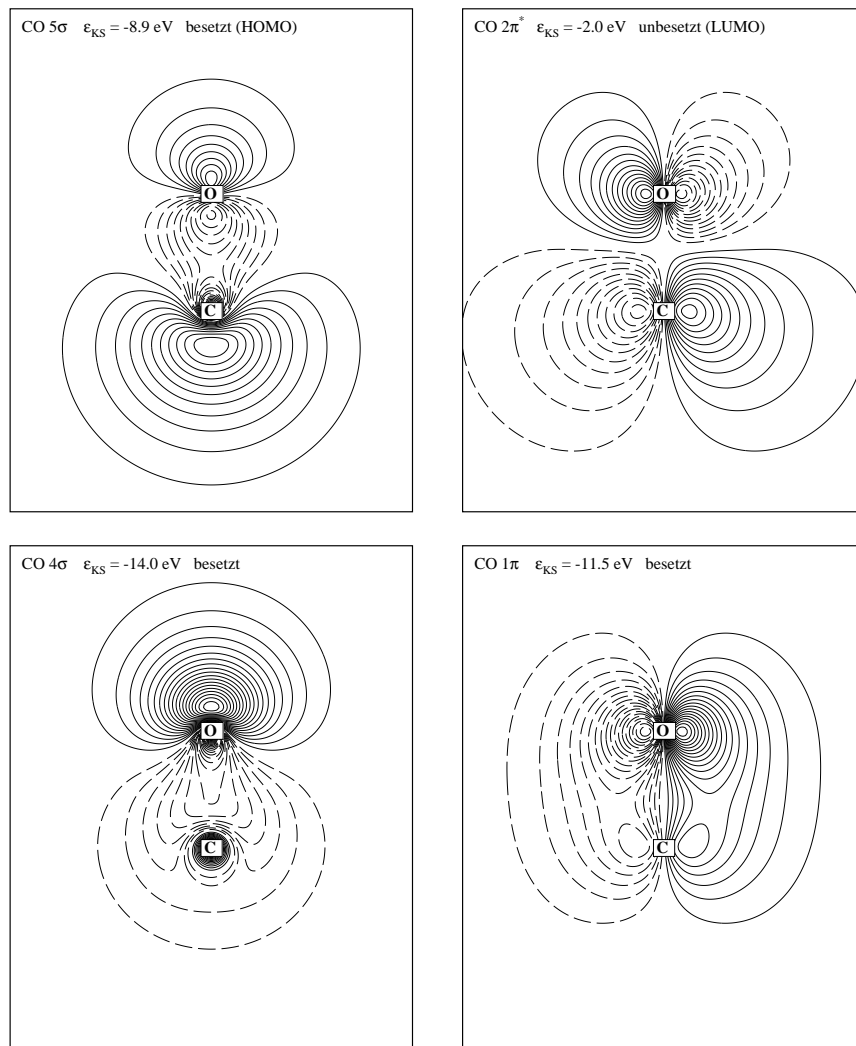 CO 5σ ε_KS = -8.9 eV besetzt (HOMO)
O
C
CO 2π* ε_KS = -2.0 eV unbesetzt (LUMO)
O
C
CO 4σ ε_KS = -14.0 eV besetzt
O
C
CO 1π ε_KS = -11.5 eV besetzt
O
C